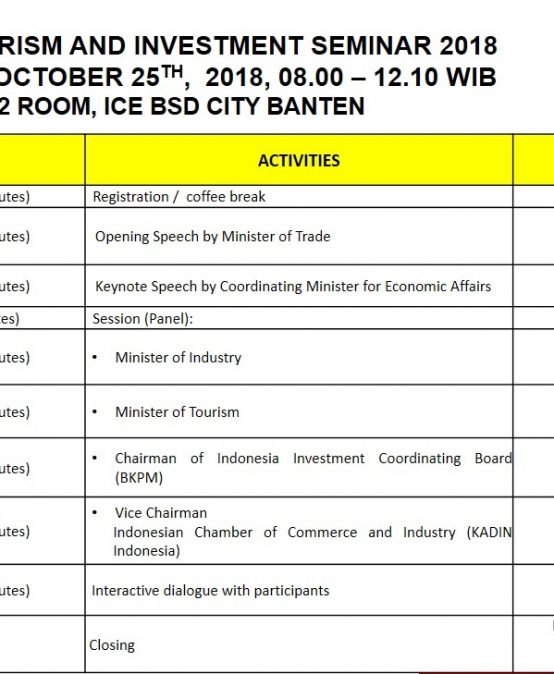 RISM AND INVESTMENT SEMINAR 2018
OCTOBER 25TH, 2018, 08.00 – 12.10 WIB
2 ROOM, ICE BSD CITY BANTEN
ACTIVITIES
utes) Registration / coffee break
utes) Opening Speech by Minister of Trade
utes) Keynote Speech by Coordinating Minister for Economic Affairs
tes) Session (Panel):
utes) • Minister of Industry
utes) • Minister of Tourism
• Chairman of Indonesia Investment Coordinating Board
utes) (BKPM)
• Vice Chairman
utes) Indonesian Chamber of Commerce and Industry (KADIN
Indonesia)
utes) Interactive dialogue with participants
Closing